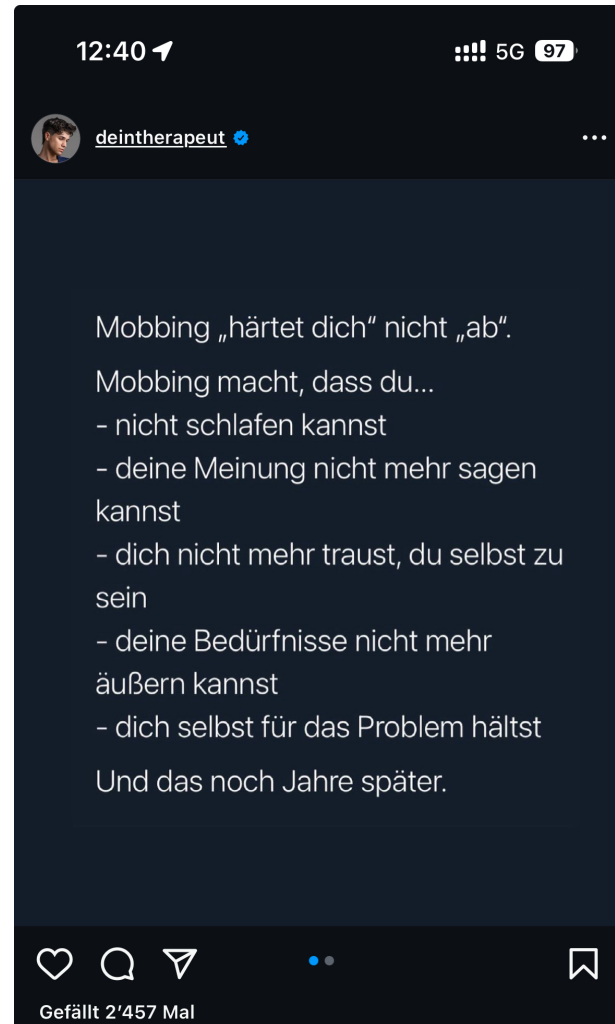 12:40
5G 97
deintherapeut
Mobbing „härtet dich“ nicht „ab“.
Mobbing macht, dass du...
- nicht schlafen kannst
- deine Meinung nicht mehr sagen
kannst
- dich nicht mehr traust, du selbst zu
sein
- deine Bedürfnisse nicht mehr
äußern kannst
- dich selbst für das Problem hältst
Und das noch Jahre später.
Gefällt 2’457 Mal